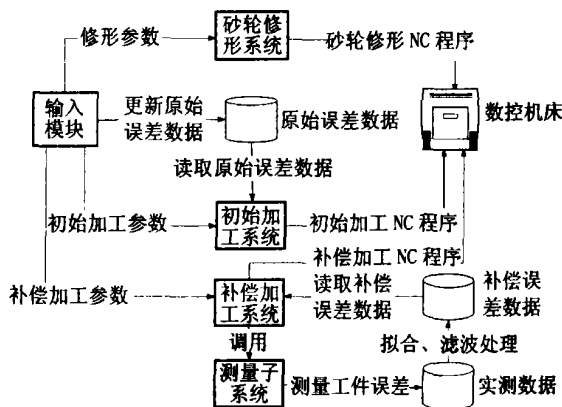 修形参数
砂轮修
形系统
砂轮修形 NC 程序
输入
模块
更新原始
误差数据
原始误差数据
数控机床
读取原始误差数据
初始加工参数
初始加
工系统
初始加工 NC 程序
补偿加工 NC 程序
补偿加工参数
补偿加
工系统
读取补偿
误差数据
补偿误
差数据
调用
拟合、滤波处理
测量子
系统
测量工件误差
实测数据